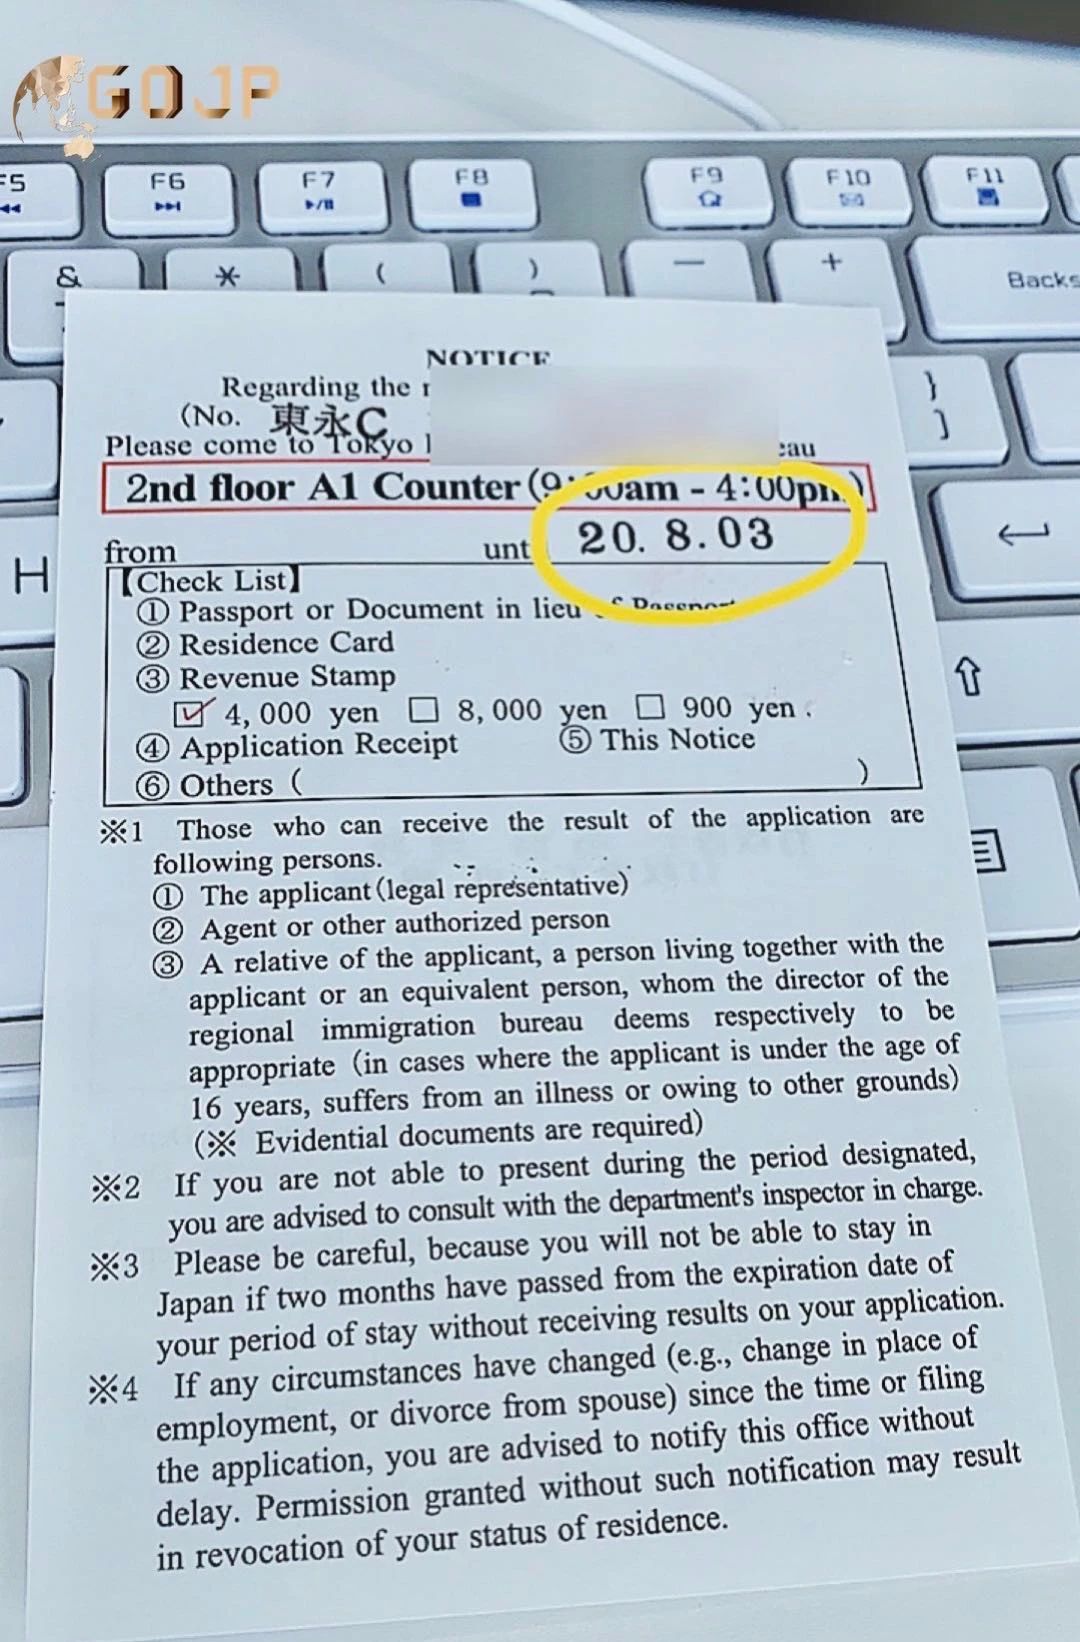 GOJP
F5
F6
F7
F8
F9
F10
F11
& * ( ) — +
Backs
}
]
H
NOTICE
Regarding the
(No. 東永C
Please come to Tokyo
2nd floor A1 Counter (9:00am - 4:00pm)
from
20. 8. 03
【Check List】
① Passport or Document in lieu of Passport
② Residence Card
③ Revenue Stamp
☑ 4,000 yen □ 8,000 yen □ 900 yen.
④ Application Receipt ⑤ This Notice
⑥ Others ( )
※1 Those who can receive the result of the application are
following persons.
① The applicant (legal representative)
② Agent or other authorized person
③ A relative of the applicant, a person living together with the
applicant or an equivalent person, whom the director of the
regional immigration bureau deems respectively to be
appropriate (in cases where the applicant is under the age of
16 years, suffers from an illness or owing to other grounds)
(※ Evidential documents are required)
※2 If you are not able to present during the period designated,
you are advised to consult with the department's inspector in charge.
※3 Please be careful, because you will not be able to stay in
Japan if two months have passed from the expiration date of
your period of stay without receiving results on your application.
※4 If any circumstances have changed (e.g., change in place of
employment, or divorce from spouse) since the time or filing
the application, you are advised to notify this office without
delay. Permission granted without such notification may result
in revocation of your status of residence.